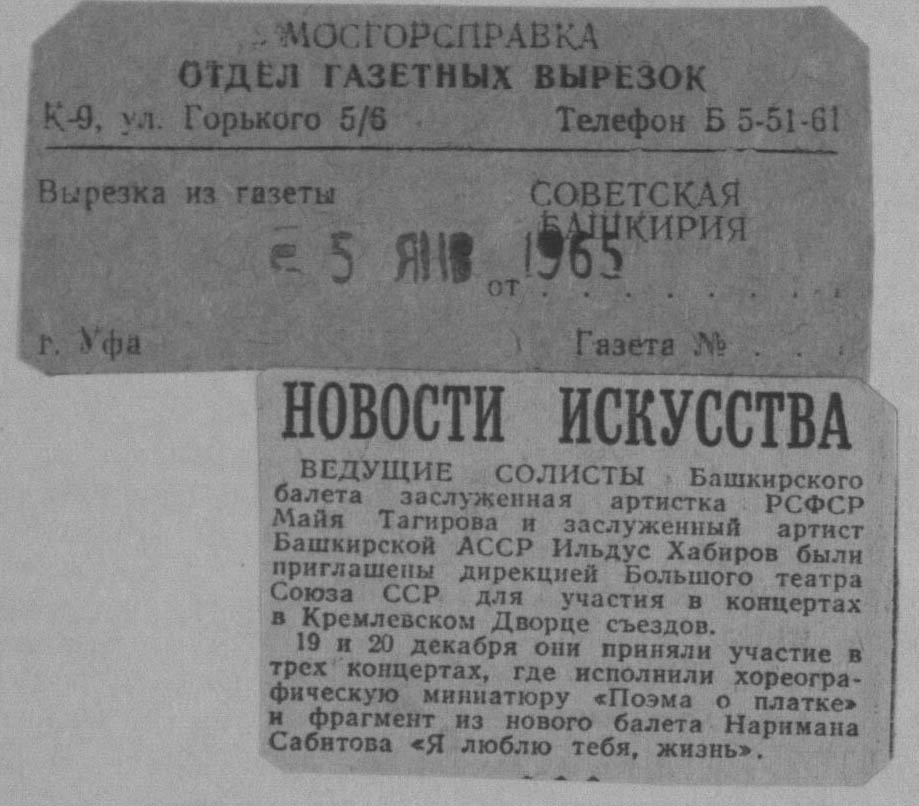 МОСГОРСПРАВКА
ОТДЕЛ ГАЗЕТНЫХ ВЫРЕЗОК
К-9, ул. Горького 5/6 Телефон Б 5-51-61
Вырезка из газеты СОВЕТСКАЯ
БАШКИРИЯ
5 ЯНВ 1965
от . . . . . . . .
г. Уфа Газета № . . .
НОВОСТИ ИСКУССТВА
ВЕДУЩИЕ СОЛИСТЫ Башкирского
балета заслуженная артистка РСФСР
Майя Тагирова и заслуженный артист
Башкирской АССР Ильдус Хабиров были
приглашены дирекцией Большого театра
Союза ССР для участия в концертах
в Кремлевском Дворце съездов.
19 и 20 декабря они приняли участие в
трех концертах, где исполнили хореогра-
фическую миниатюру «Поэма о платке»
и фрагмент из нового балета Наримана
Сабитова «Я люблю тебя, жизнь».